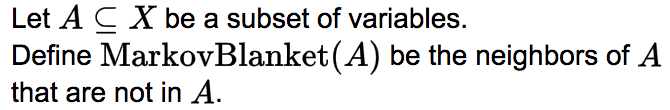 Let A ⊆ X be a subset of variables.
Define MarkovBlanket(A) be the neighbors of A
that are not in A.